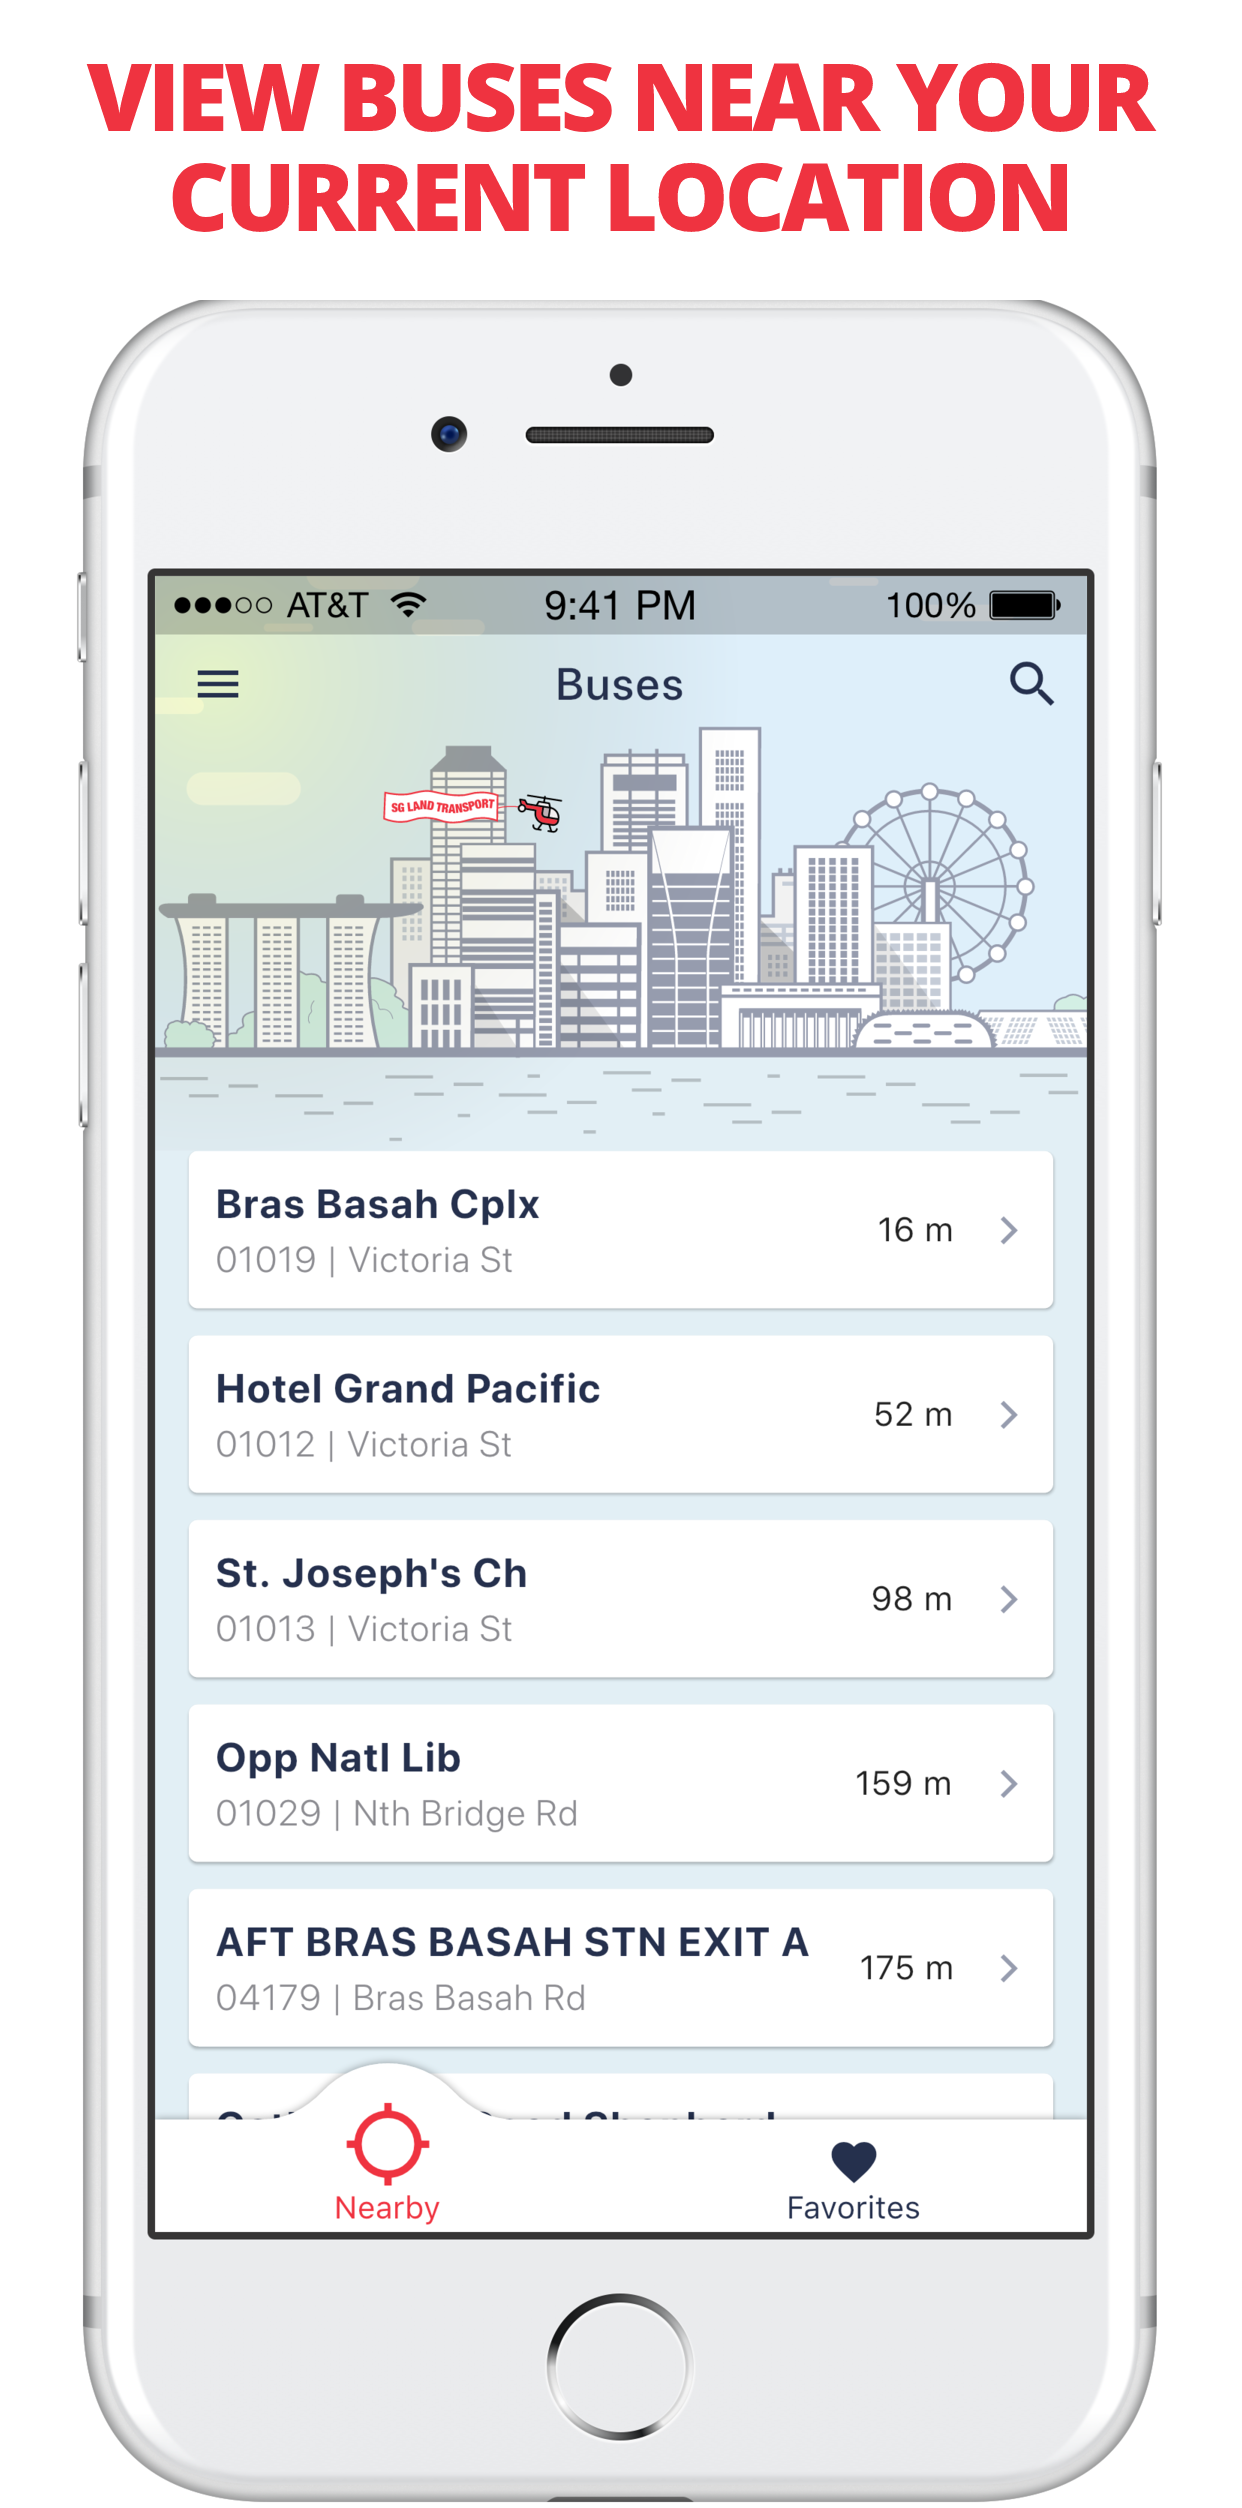 VIEW BUSES NEAR YOUR
CURRENT LOCATION
AT&T 9:41 PM 100%
Buses
SG LAND TRANSPORT
Bras Basah Cplx
01019 | Victoria St
16 m
Hotel Grand Pacific
01012 | Victoria St
52 m
St. Joseph's Ch
01013 | Victoria St
98 m
Opp Natl Lib
01029 | Nth Bridge Rd
159 m
AFT BRAS BASAH STN EXIT A
04179 | Bras Basah Rd
175 m
Nearby
Favorites